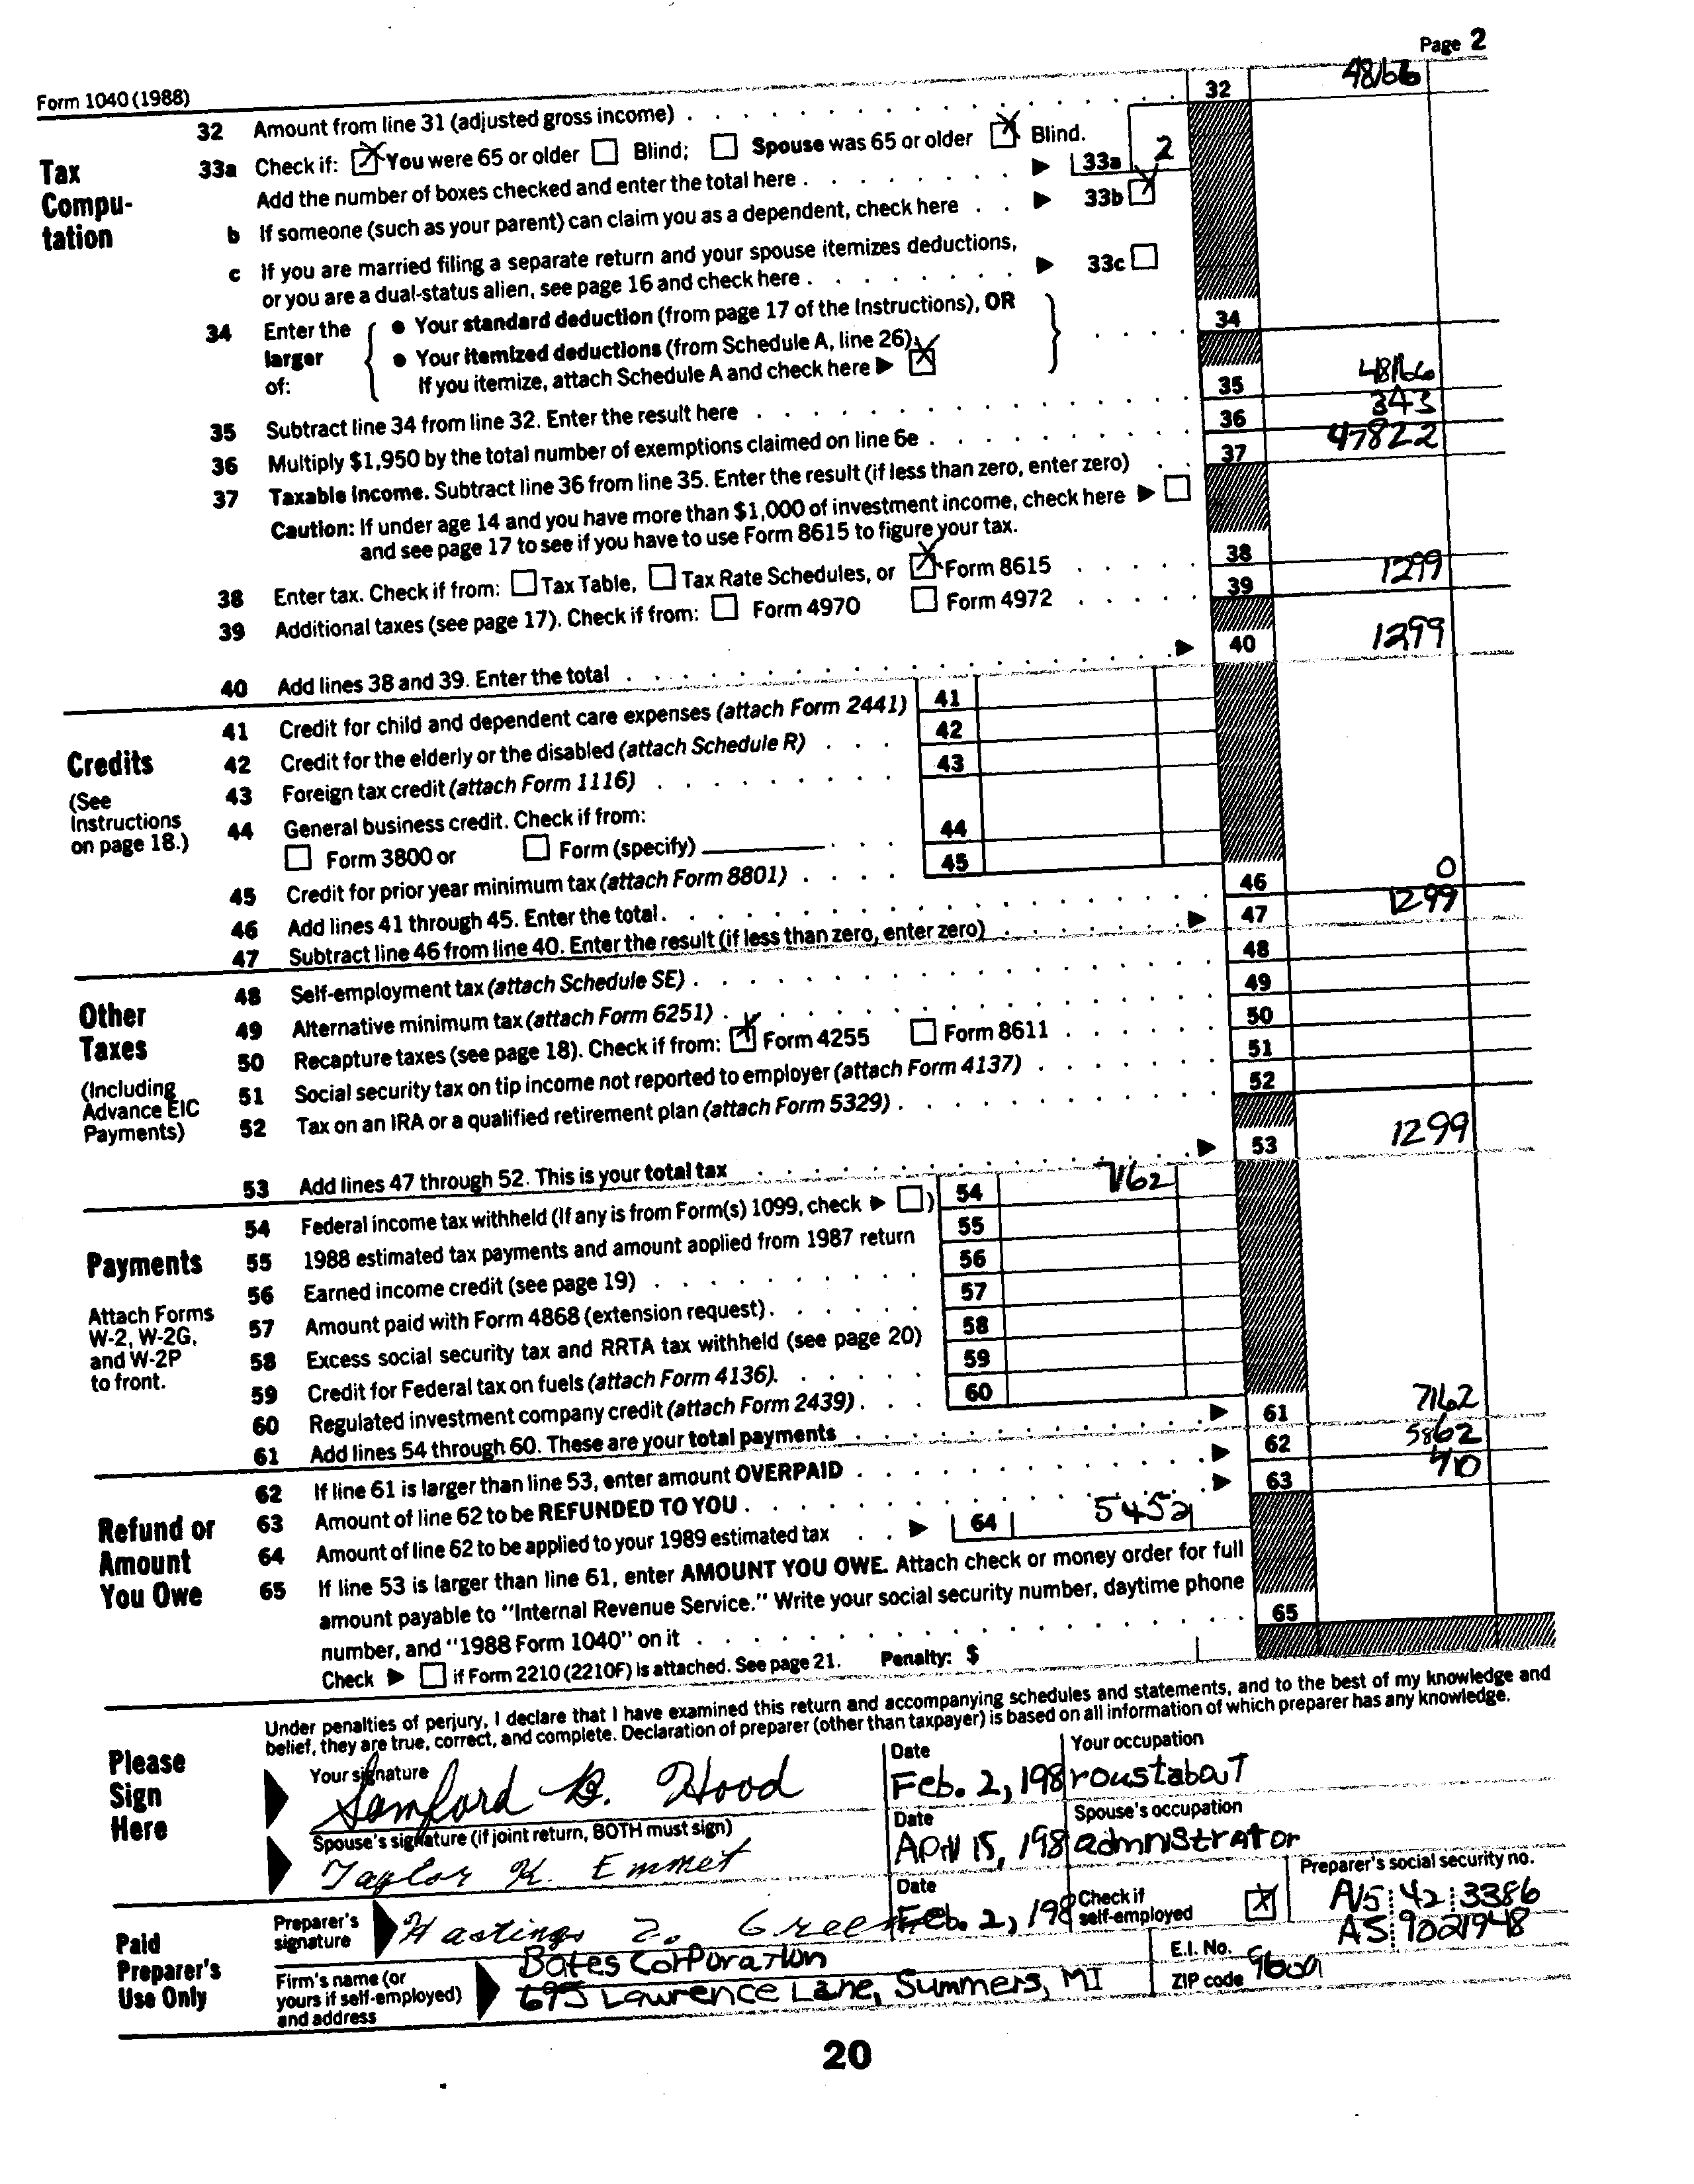 Page 2
Form 1040 (1988)
32 Amount from line 31 (adjusted gross income) 32 48166
Tax Compu-tation
33a Check if: You were 65 or older Blind; Spouse was 65 or older Blind.
Add the number of boxes checked and enter the total here 33a 2
b If someone (such as your parent) can claim you as a dependent, check here 33b
c If you are married filing a separate return and your spouse itemizes deductions,
or you are a dual-status alien, see page 16 and check here 33c
34 Enter the larger of:
● Your standard deduction (from page 17 of the Instructions), OR 34
● Your itemized deductions (from Schedule A, line 26).
If you itemize, attach Schedule A and check here
35 Subtract line 34 from line 32. Enter the result here 35 48166
36 Multiply $1,950 by the total number of exemptions claimed on line 6e 36 343
37 Taxable income. Subtract line 36 from line 35. Enter the result (if less than zero, enter zero) 37 47822
Caution: If under age 14 and you have more than $1,000 of investment income, check here
and see page 17 to see if you have to use Form 8615 to figure your tax.
38 Enter tax. Check if from: Tax Table, Tax Rate Schedules, or Form 8615 38
39 Additional taxes (see page 17). Check if from: Form 4970 Form 4972 39 1299
40 Add lines 38 and 39. Enter the total 40 1299
Credits
(See Instructions on page 18.)
41 Credit for child and dependent care expenses (attach Form 2441) 41
42 Credit for the elderly or the disabled (attach Schedule R) 42
43 Foreign tax credit (attach Form 1116) 43
44 General business credit. Check if from:
Form 3800 or Form (specify) 44
45 Credit for prior year minimum tax (attach Form 8801) 45
46 Add lines 41 through 45. Enter the total. 46 0
47 Subtract line 46 from line 40. Enter the result (if less than zero, enter zero) 47 1299
Other Taxes
(Including Advance EIC Payments)
48 Self-employment tax (attach Schedule SE) 48
49 Alternative minimum tax (attach Form 6251) 49
50 Recapture taxes (see page 18). Check if from: Form 4255 Form 8611 50
51 Social security tax on tip income not reported to employer (attach Form 4137) 51
52 Tax on an IRA or a qualified retirement plan (attach Form 5329) 52
53 Add lines 47 through 52. This is your total tax 53 1299
Payments
Attach Forms W-2, W-2G, and W-2P to front.
54 Federal income tax withheld (If any is from Form(s) 1099, check ) 54 7162
55 1988 estimated tax payments and amount applied from 1987 return 55
56 Earned income credit (see page 19) 56
57 Amount paid with Form 4868 (extension request). 57
58 Excess social security tax and RRTA tax withheld (see page 20) 58
59 Credit for Federal tax on fuels (attach Form 4136). 59
60 Regulated investment company credit (attach Form 2439) 60
61 Add lines 54 through 60. These are your total payments 61 7162
Refund or Amount You Owe
62 If line 61 is larger than line 53, enter amount OVERPAID 62 5862
63 Amount of line 62 to be REFUNDED TO YOU 63 410
64 Amount of line 62 to be applied to your 1989 estimated tax 64 5452
65 If line 53 is larger than line 61, enter AMOUNT YOU OWE. Attach check or money order for full
amount payable to "Internal Revenue Service." Write your social security number, daytime phone
number, and "1988 Form 1040" on it 65
Check if Form 2210 (2210F) is attached. See page 21. Penalty: $
Please Sign Here
Under penalties of perjury, I declare that I have examined this return and accompanying schedules and statements, and to the best of my knowledge and
belief, they are true, correct, and complete. Declaration of preparer (other than taxpayer) is based on all information of which preparer has any knowledge.
Your signature Date Your occupation
Samford B. Hood Feb. 2, 198 roustabout
Spouse's signature (if joint return, BOTH must sign) Date Spouse's occupation
Taylor K. Emmet April 15, 198 admnistrator
Paid Preparer's Use Only
Preparer's signature Date Check if self-employed Preparer's social security no.
Hastings Z. Green Feb. 2, 198 42 3386
Firm's name (or yours if self-employed) and address
Bates Corporation E.I. No. AS 9021948
695 Lawrence Lane, Summers, MI ZIP code
20